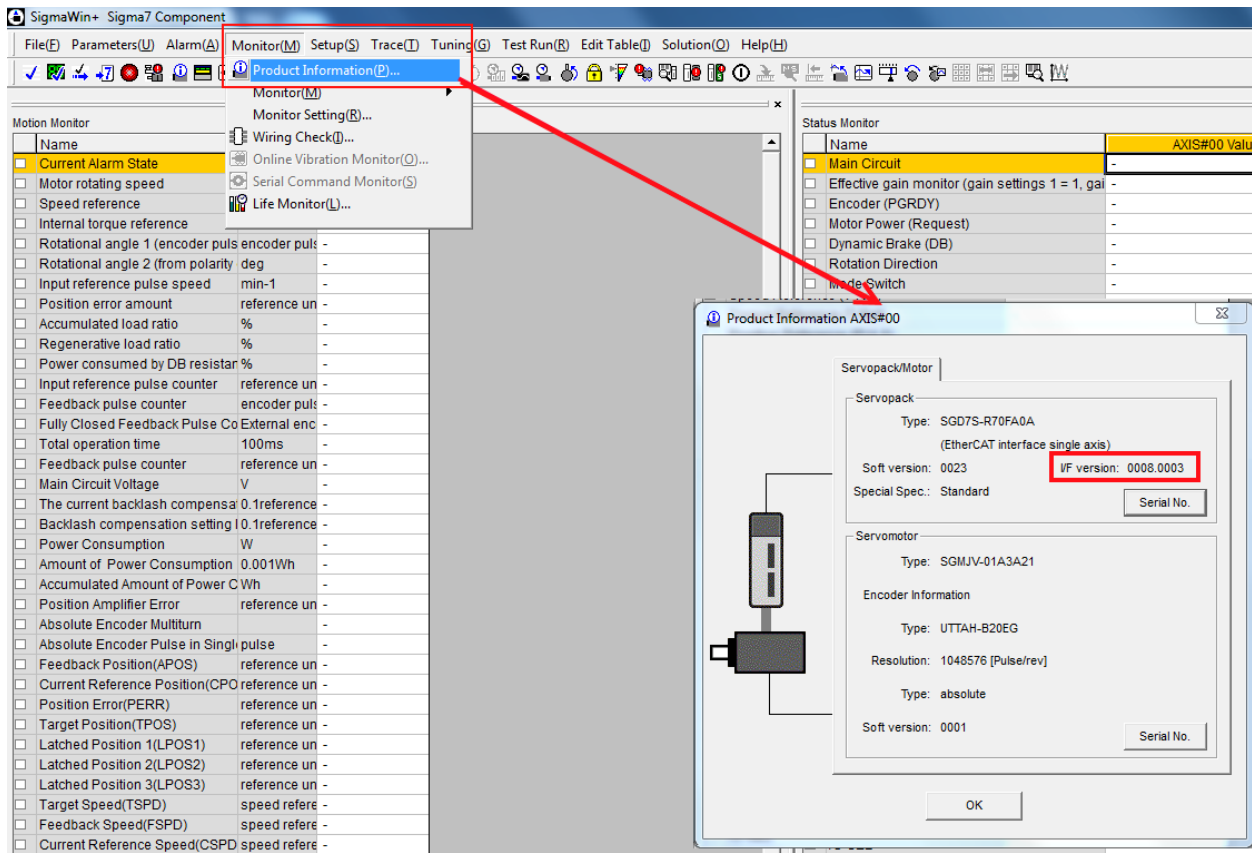 SigmaWin+ Sigma7 Component
File(F) Parameters(U) Alarm(A) Monitor(M) Setup(S) Trace(T) Tuning(G) Test Run(R) Edit Table(I) Solution(O) Help(H)
Product Information(P)...
Monitor(M)
Monitor Setting(R)...
Wiring Check(I)...
Online Vibration Monitor(O)...
Serial Command Monitor(S)
Life Monitor(L)...
Motion Monitor
Name
Current Alarm State
Motor rotating speed
Speed reference
Internal torque reference
Rotational angle 1 (encoder puls encoder puls -
Rotational angle 2 (from polarity deg -
Input reference pulse speed min-1 -
Position error amount reference un -
Accumulated load ratio % -
Regenerative load ratio % -
Power consumed by DB resistar % -
Input reference pulse counter reference un -
Feedback pulse counter encoder puls -
Fully Closed Feedback Pulse Co External enc -
Total operation time 100ms -
Feedback pulse counter reference un -
Main Circuit Voltage V -
The current backlash compensa 0.1reference -
Backlash compensation setting l 0.1reference -
Power Consumption W -
Amount of Power Consumption 0.001Wh -
Accumulated Amount of Power C Wh -
Position Amplifier Error reference un -
Absolute Encoder Multiturn -
Absolute Encoder Pulse in Singl pulse -
Feedback Position(APOS) reference un -
Current Reference Position(CPO reference un -
Position Error(PERR) reference un -
Target Position(TPOS) reference un -
Latched Position 1(LPOS1) reference un -
Latched Position 2(LPOS2) reference un -
Latched Position 3(LPOS3) reference un -
Target Speed(TSPD) speed refere -
Feedback Speed(FSPD) speed refere -
Current Reference Speed(CSPD speed refere -
Status Monitor
Name AXIS#00 Valu
Main Circuit -
Effective gain monitor (gain settings 1 = 1, gai -
Encoder (PGRDY) -
Motor Power (Request) -
Dynamic Brake (DB) -
Rotation Direction -
Mode Switch -
Product Information AXIS#00
Servopack/Motor
Servopack
Type: SGD7S-R70FA0A
(EtherCAT interface single axis)
Soft version: 0023 I/F version: 0008.0003
Special Spec.: Standard
Serial No.
Servomotor
Type: SGMJV-01A3A21
Encoder Information
Type: UTTAH-B20EG
Resolution: 1048576 [Pulse/rev]
Type: absolute
Soft version: 0001
Serial No.
OK